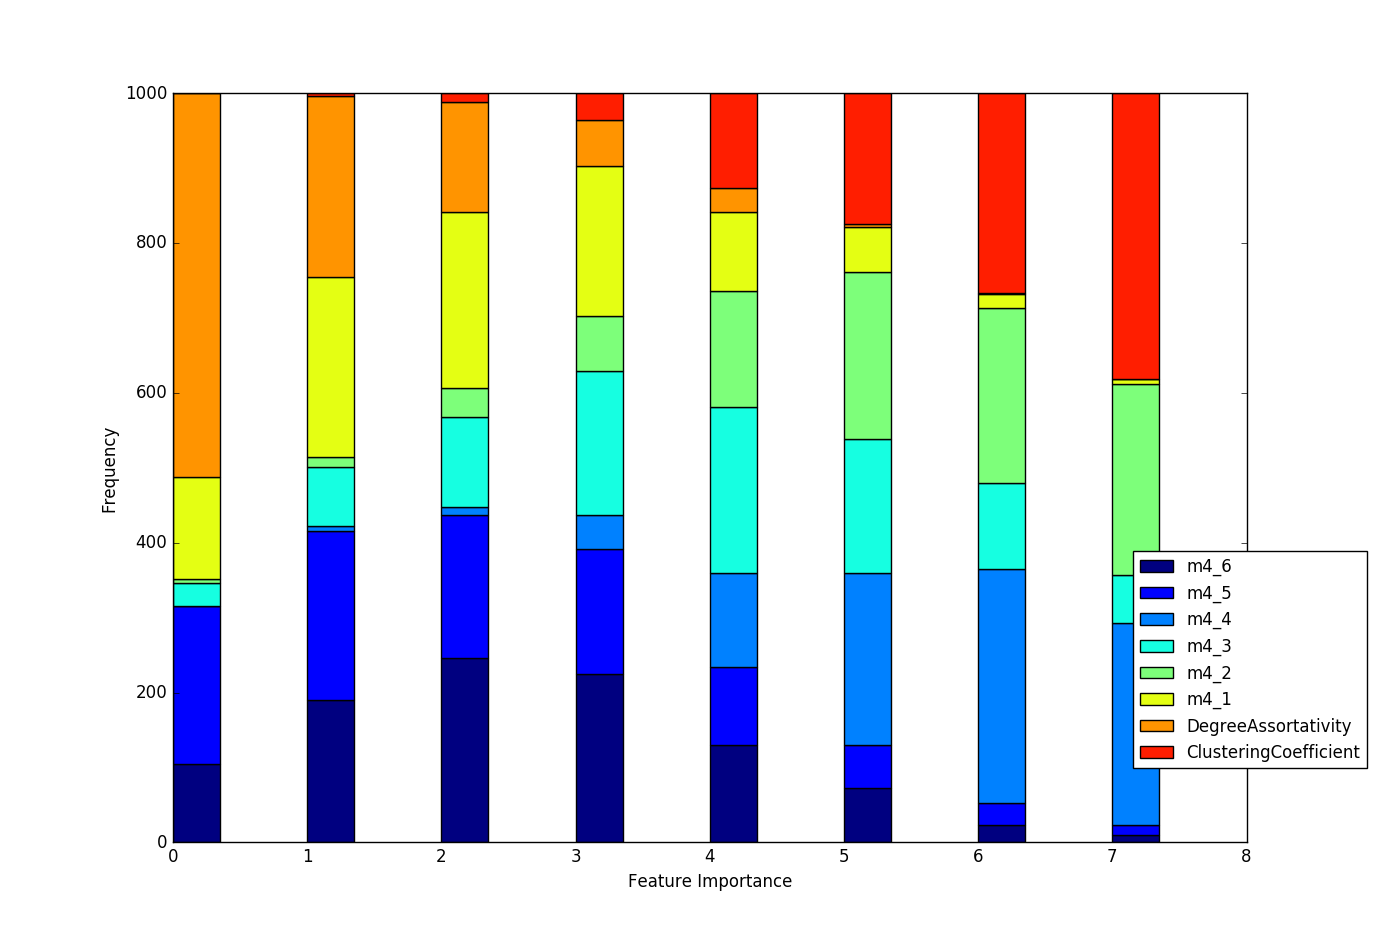 1000
800
600
400
200
0
0 1 2 3 4 5 6 7 8
Frequency
Feature Importance
m4_6
m4_5
m4_4
m4_3
m4_2
m4_1
DegreeAssortativity
ClusteringCoefficient